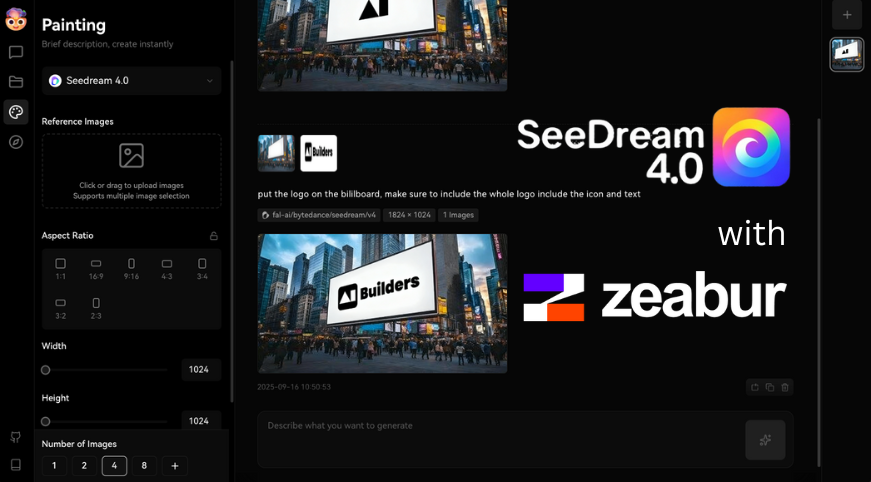 Painting
Brief description, create instantly
Seedream 4.0
Reference Images
Click or drag to upload images
Supports multiple image selection
Aspect Ratio
1:1
16:9
9:16
4:3
3:4
3:2
2:3
Width
1024
Height
1024
Number of Images
1
2
4
8
+
Builders
put the logo on the bililboard, make sure to include the whole logo include the icon and text
fal-ai/bytedance/seedream/v4
1824 × 1024
1 Images
Builders
2025-09-16 10:50:53
Describe what you want to generate
SeeDream
4.0
with
zeabur